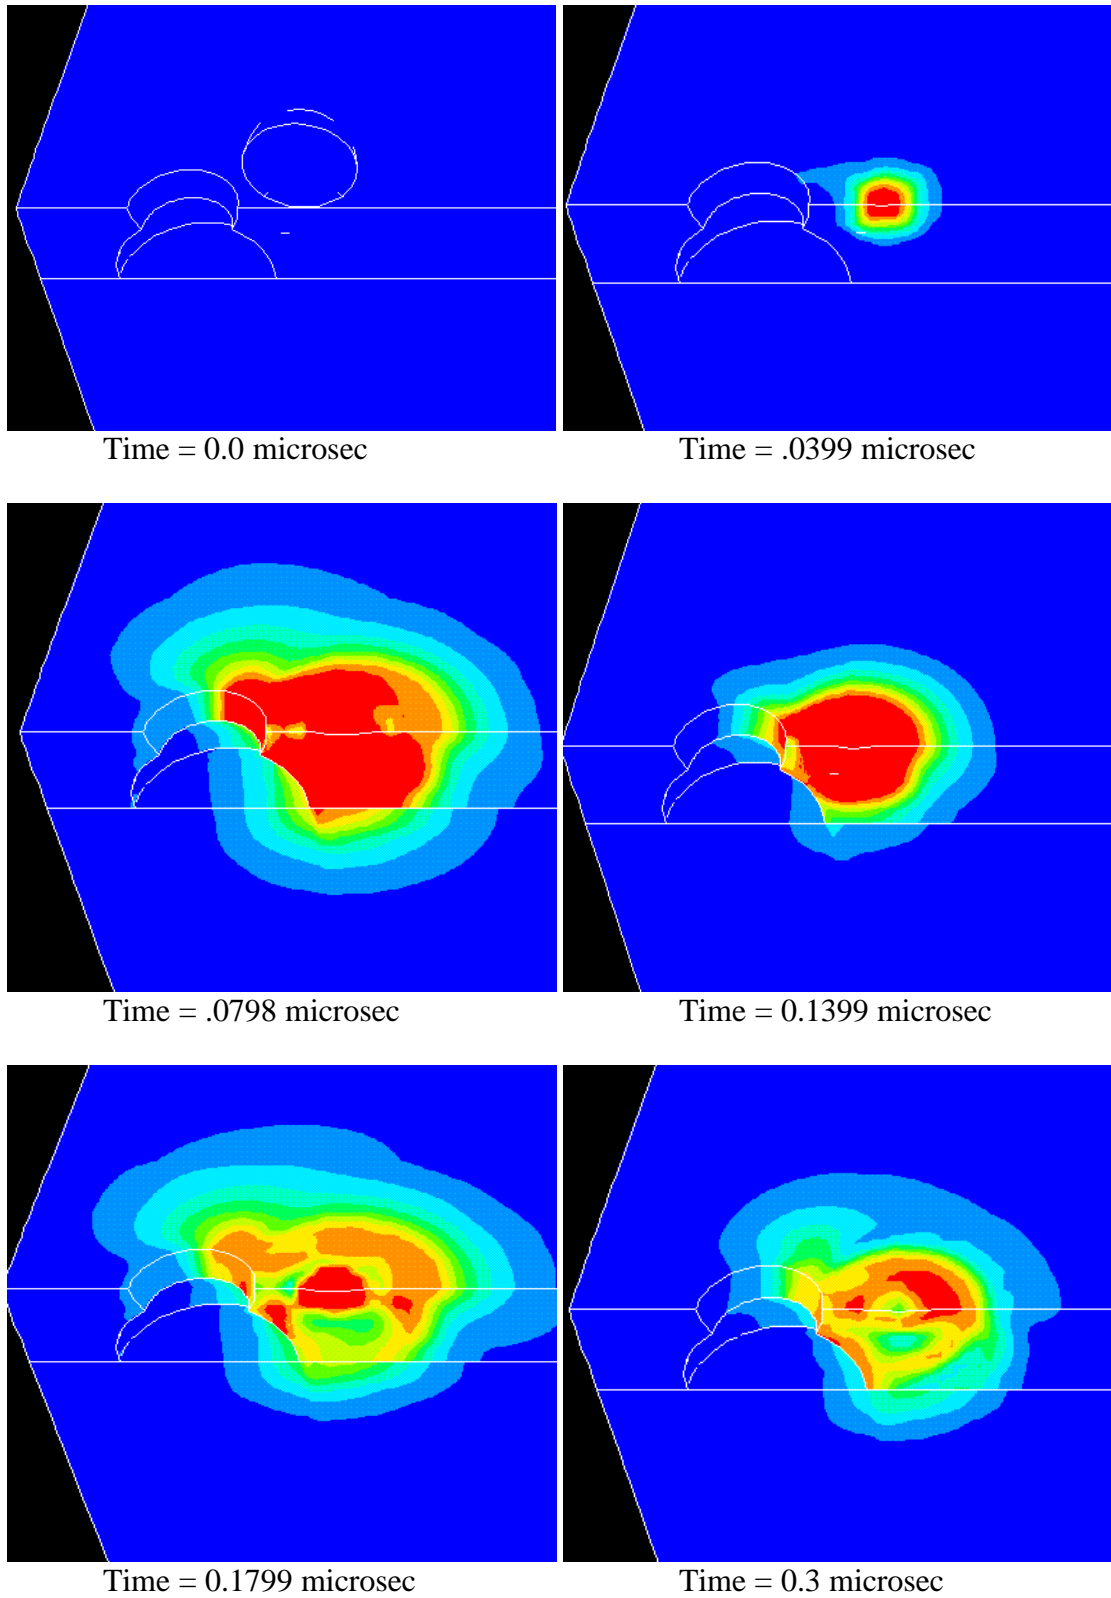 Time = 0.0 microsec
Time = .0399 microsec
Time = .0798 microsec
Time = 0.1399 microsec
Time = 0.1799 microsec
Time = 0.3 microsec